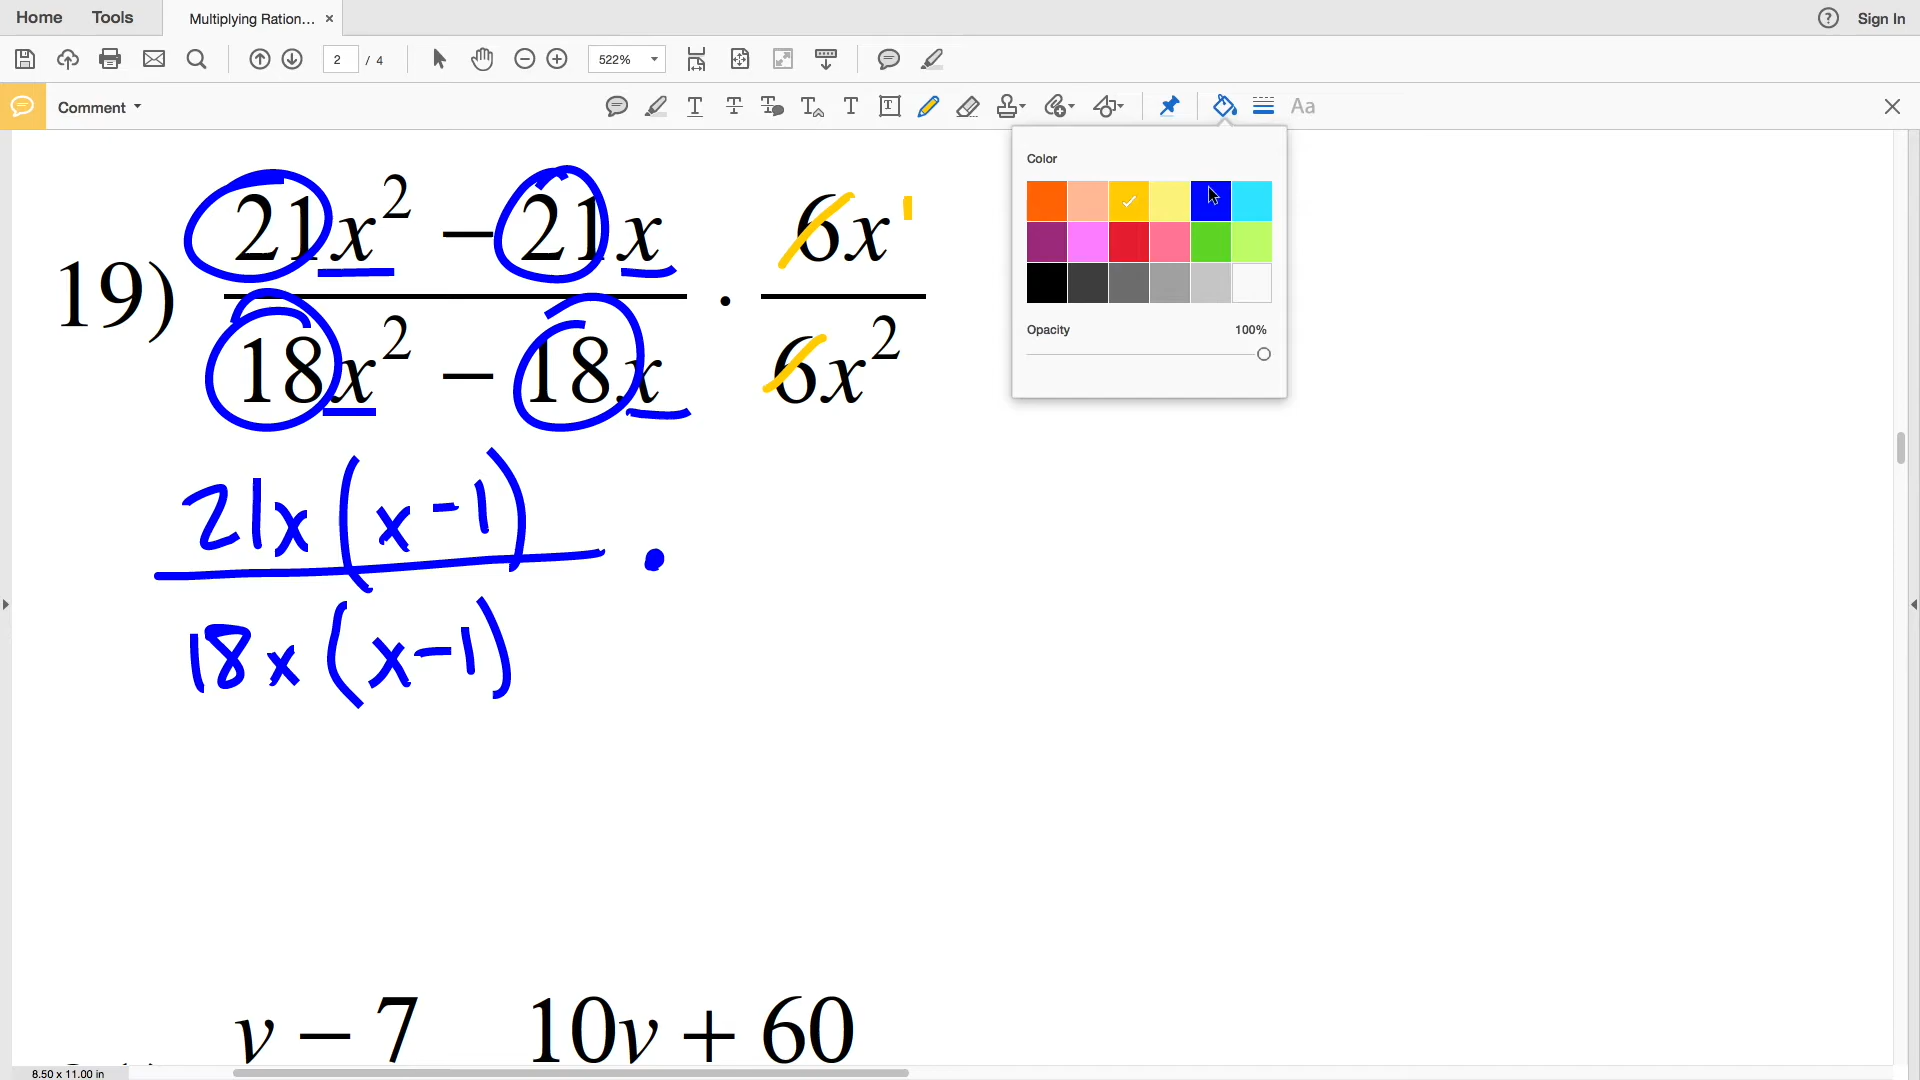 Home Tools Multiplying Ration... × ? Sign In
2 / 4 522%
Comment Aa
Color
Opacity 100%
19) 21x² − 21x / 18x² − 18x · 6x ' / 6x²
21x (x - 1)
18x (x - 1) ·
v − 7 10v + 60
8.50 x 11.00 in